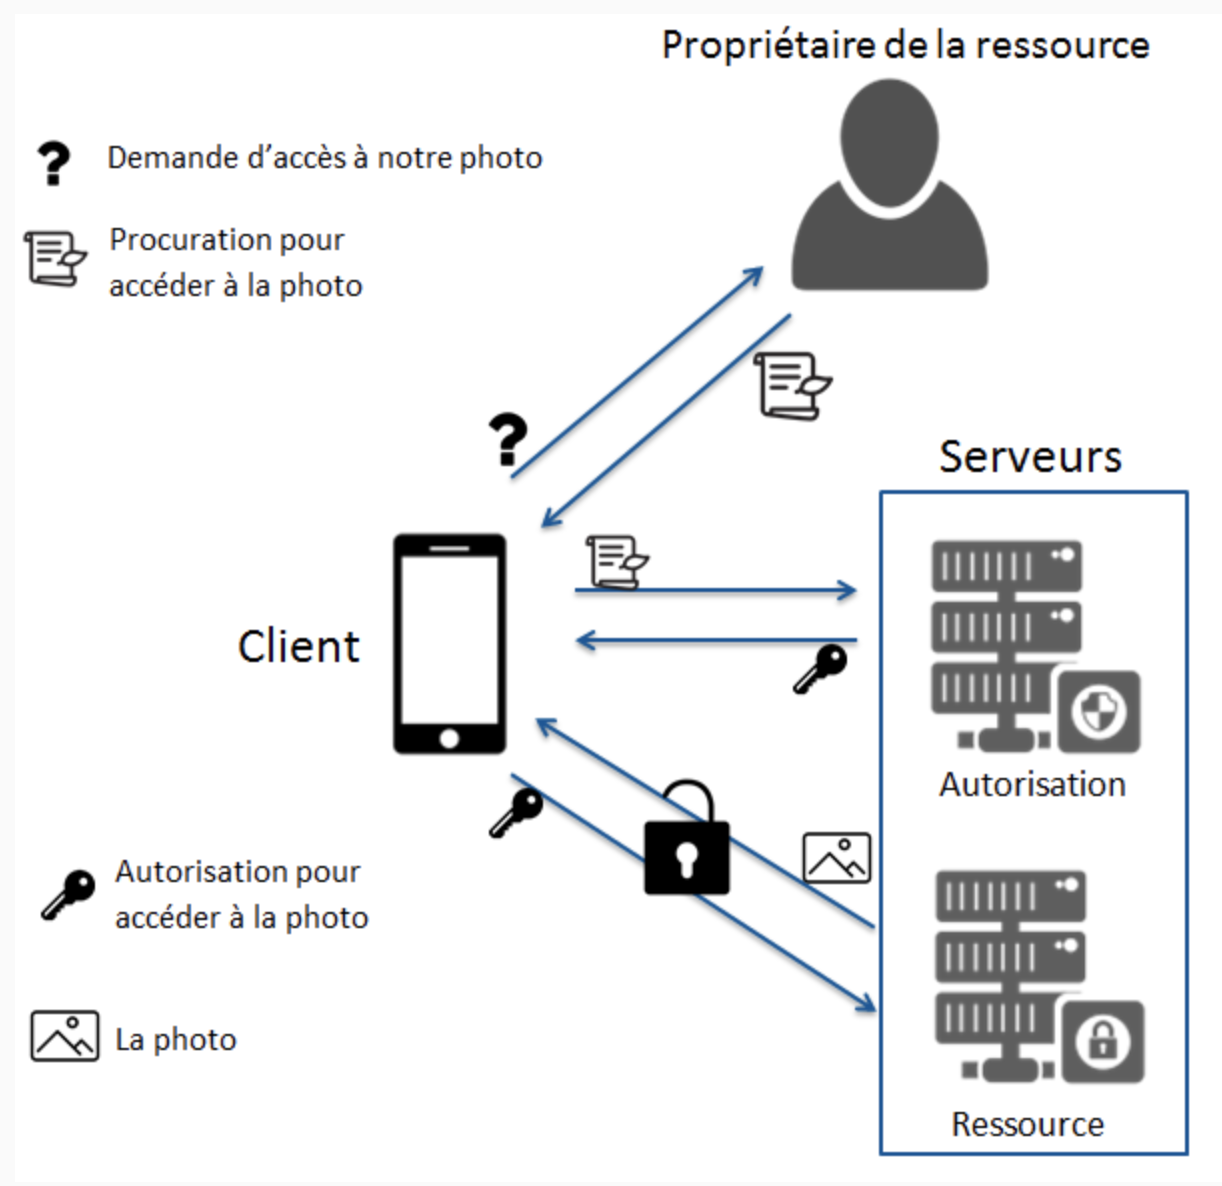 Propriétaire de la ressource
Demande d’accès à notre photo
Procuration pour
accéder à la photo
Serveurs
Client
Autorisation
Autorisation pour
accéder à la photo
La photo
Ressource